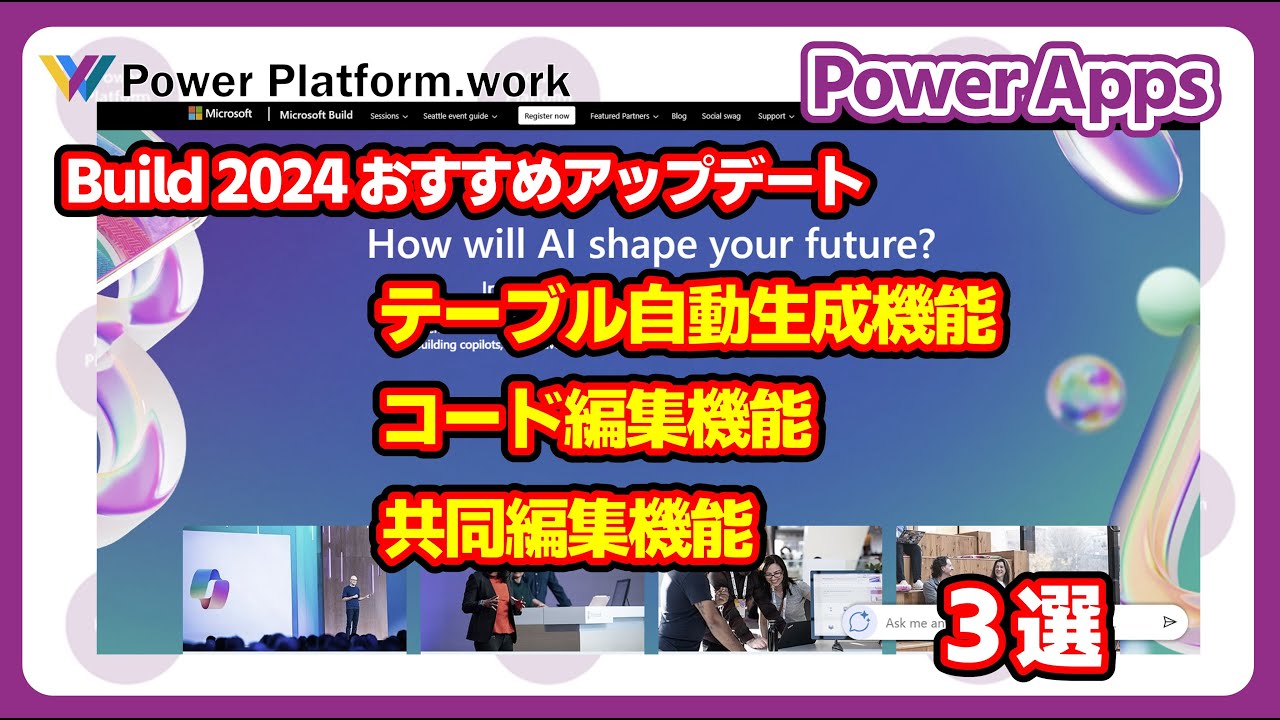 Power Platform.work
Power Apps
Microsoft | Microsoft Build Sessions Seattle event guide Register now Featured Partners Blog Social swag Support
Build 2024 おすすめアップデート
How will AI shape your future?
テーブル自動生成機能
building copilots,
コード編集機能
共同編集機能
Ask me an
3選